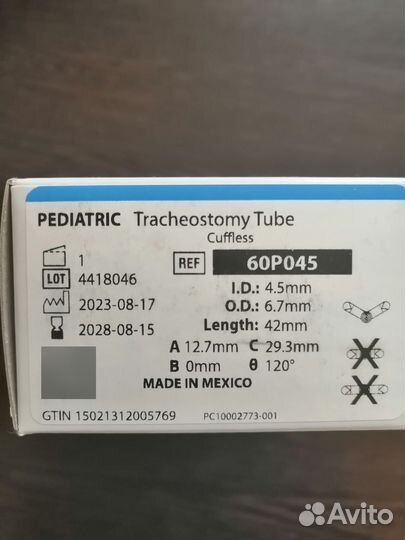 PEDIATRIC Tracheostomy Tube
Cuffless
1
REF 60P045
LOT 4418046
I.D.: 4.5mm
2023-08-17
O.D.: 6.7mm
2028-08-15
Length: 42mm
A 12.7mm C 29.3mm
B 0mm θ 120°
MADE IN MEXICO
GTIN 15021312005769
PC10002773-001
Avito